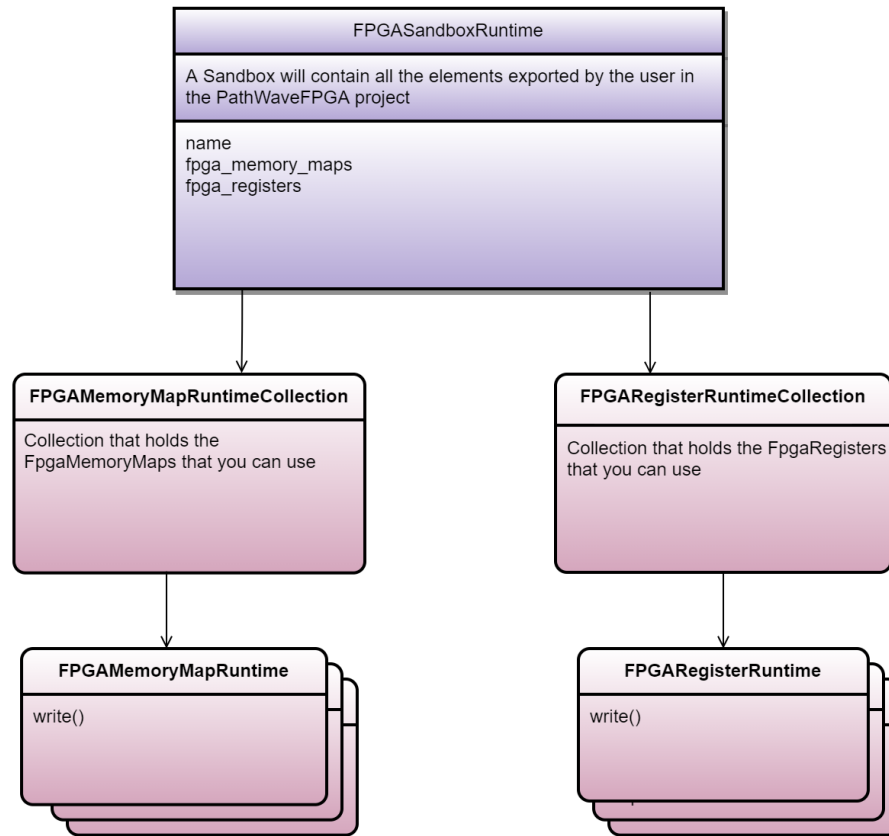 FPGASandboxRuntime
A Sandbox will contain all the elements exported by the user in
the PathWaveFPGA project
name
fpga_memory_maps
fpga_registers
FPGAMemoryMapRuntimeCollection
Collection that holds the
FpgaMemoryMaps that you can use
FPGARegisterRuntimeCollection
Collection that holds the FpgaRegisters
that you can use
FPGAMemoryMapRuntime
write()
FPGARegisterRuntime
write()